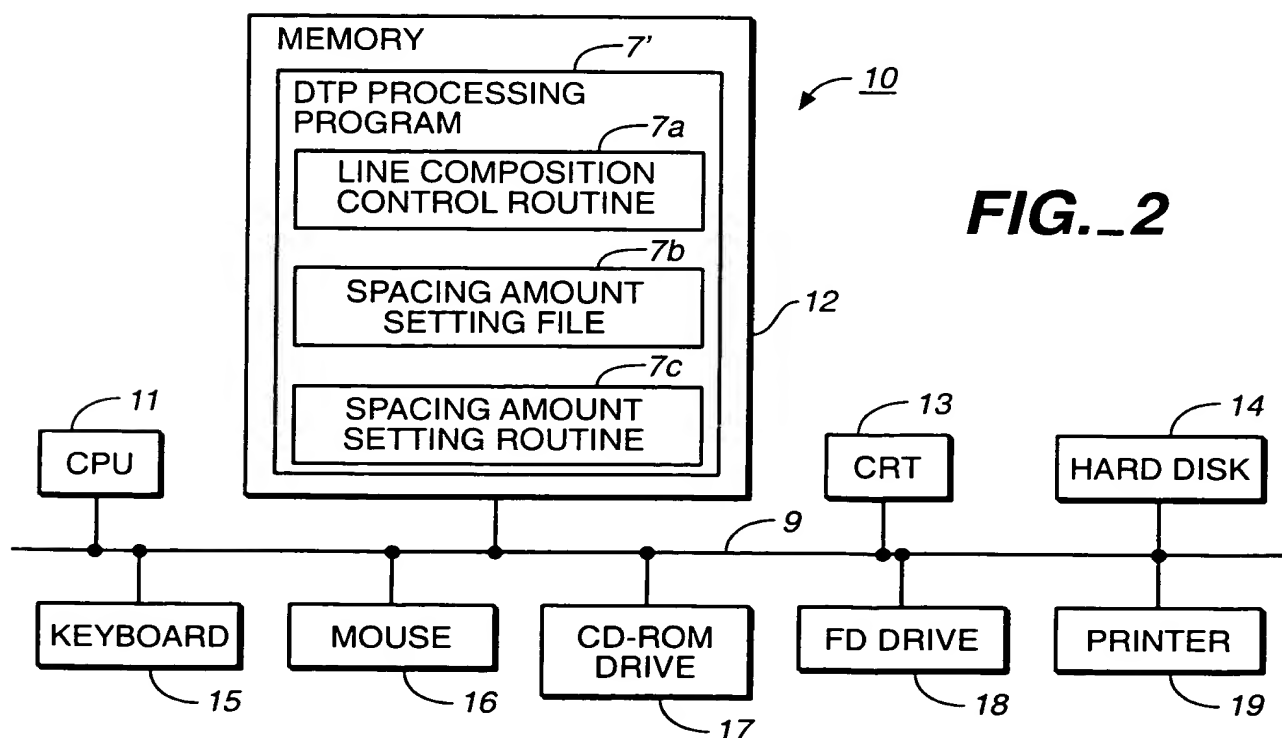 MEMORY
7'
10
DTP PROCESSING
PROGRAM
7a
LINE COMPOSITION
CONTROL ROUTINE
FIG._2
7b
SPACING AMOUNT
SETTING FILE
12
7c
SPACING AMOUNT
SETTING ROUTINE
11
CPU
13
CRT
14
HARD DISK
9
KEYBOARD
15
MOUSE
16
CD-ROM
DRIVE
17
FD DRIVE
18
PRINTER
19